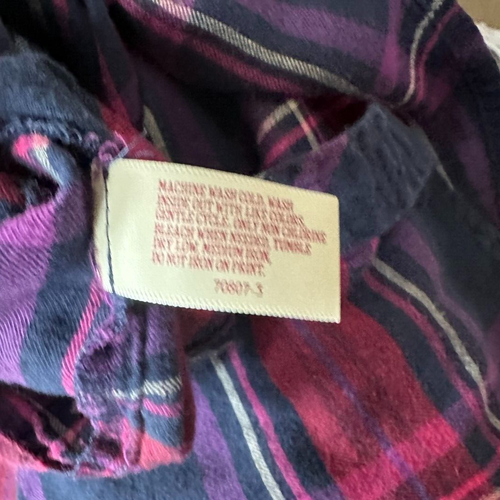 MACHINE WASH COLD, WASH
INSIDE OUT WITH LIKE COLORS,
GENTLE CYCLE, ONLY NON CHLORINE
BLEACH WHEN NEEDED, TUMBLE
DRY LOW, MEDIUM IRON,
DO NOT IRON ON PRINT.
70807-3